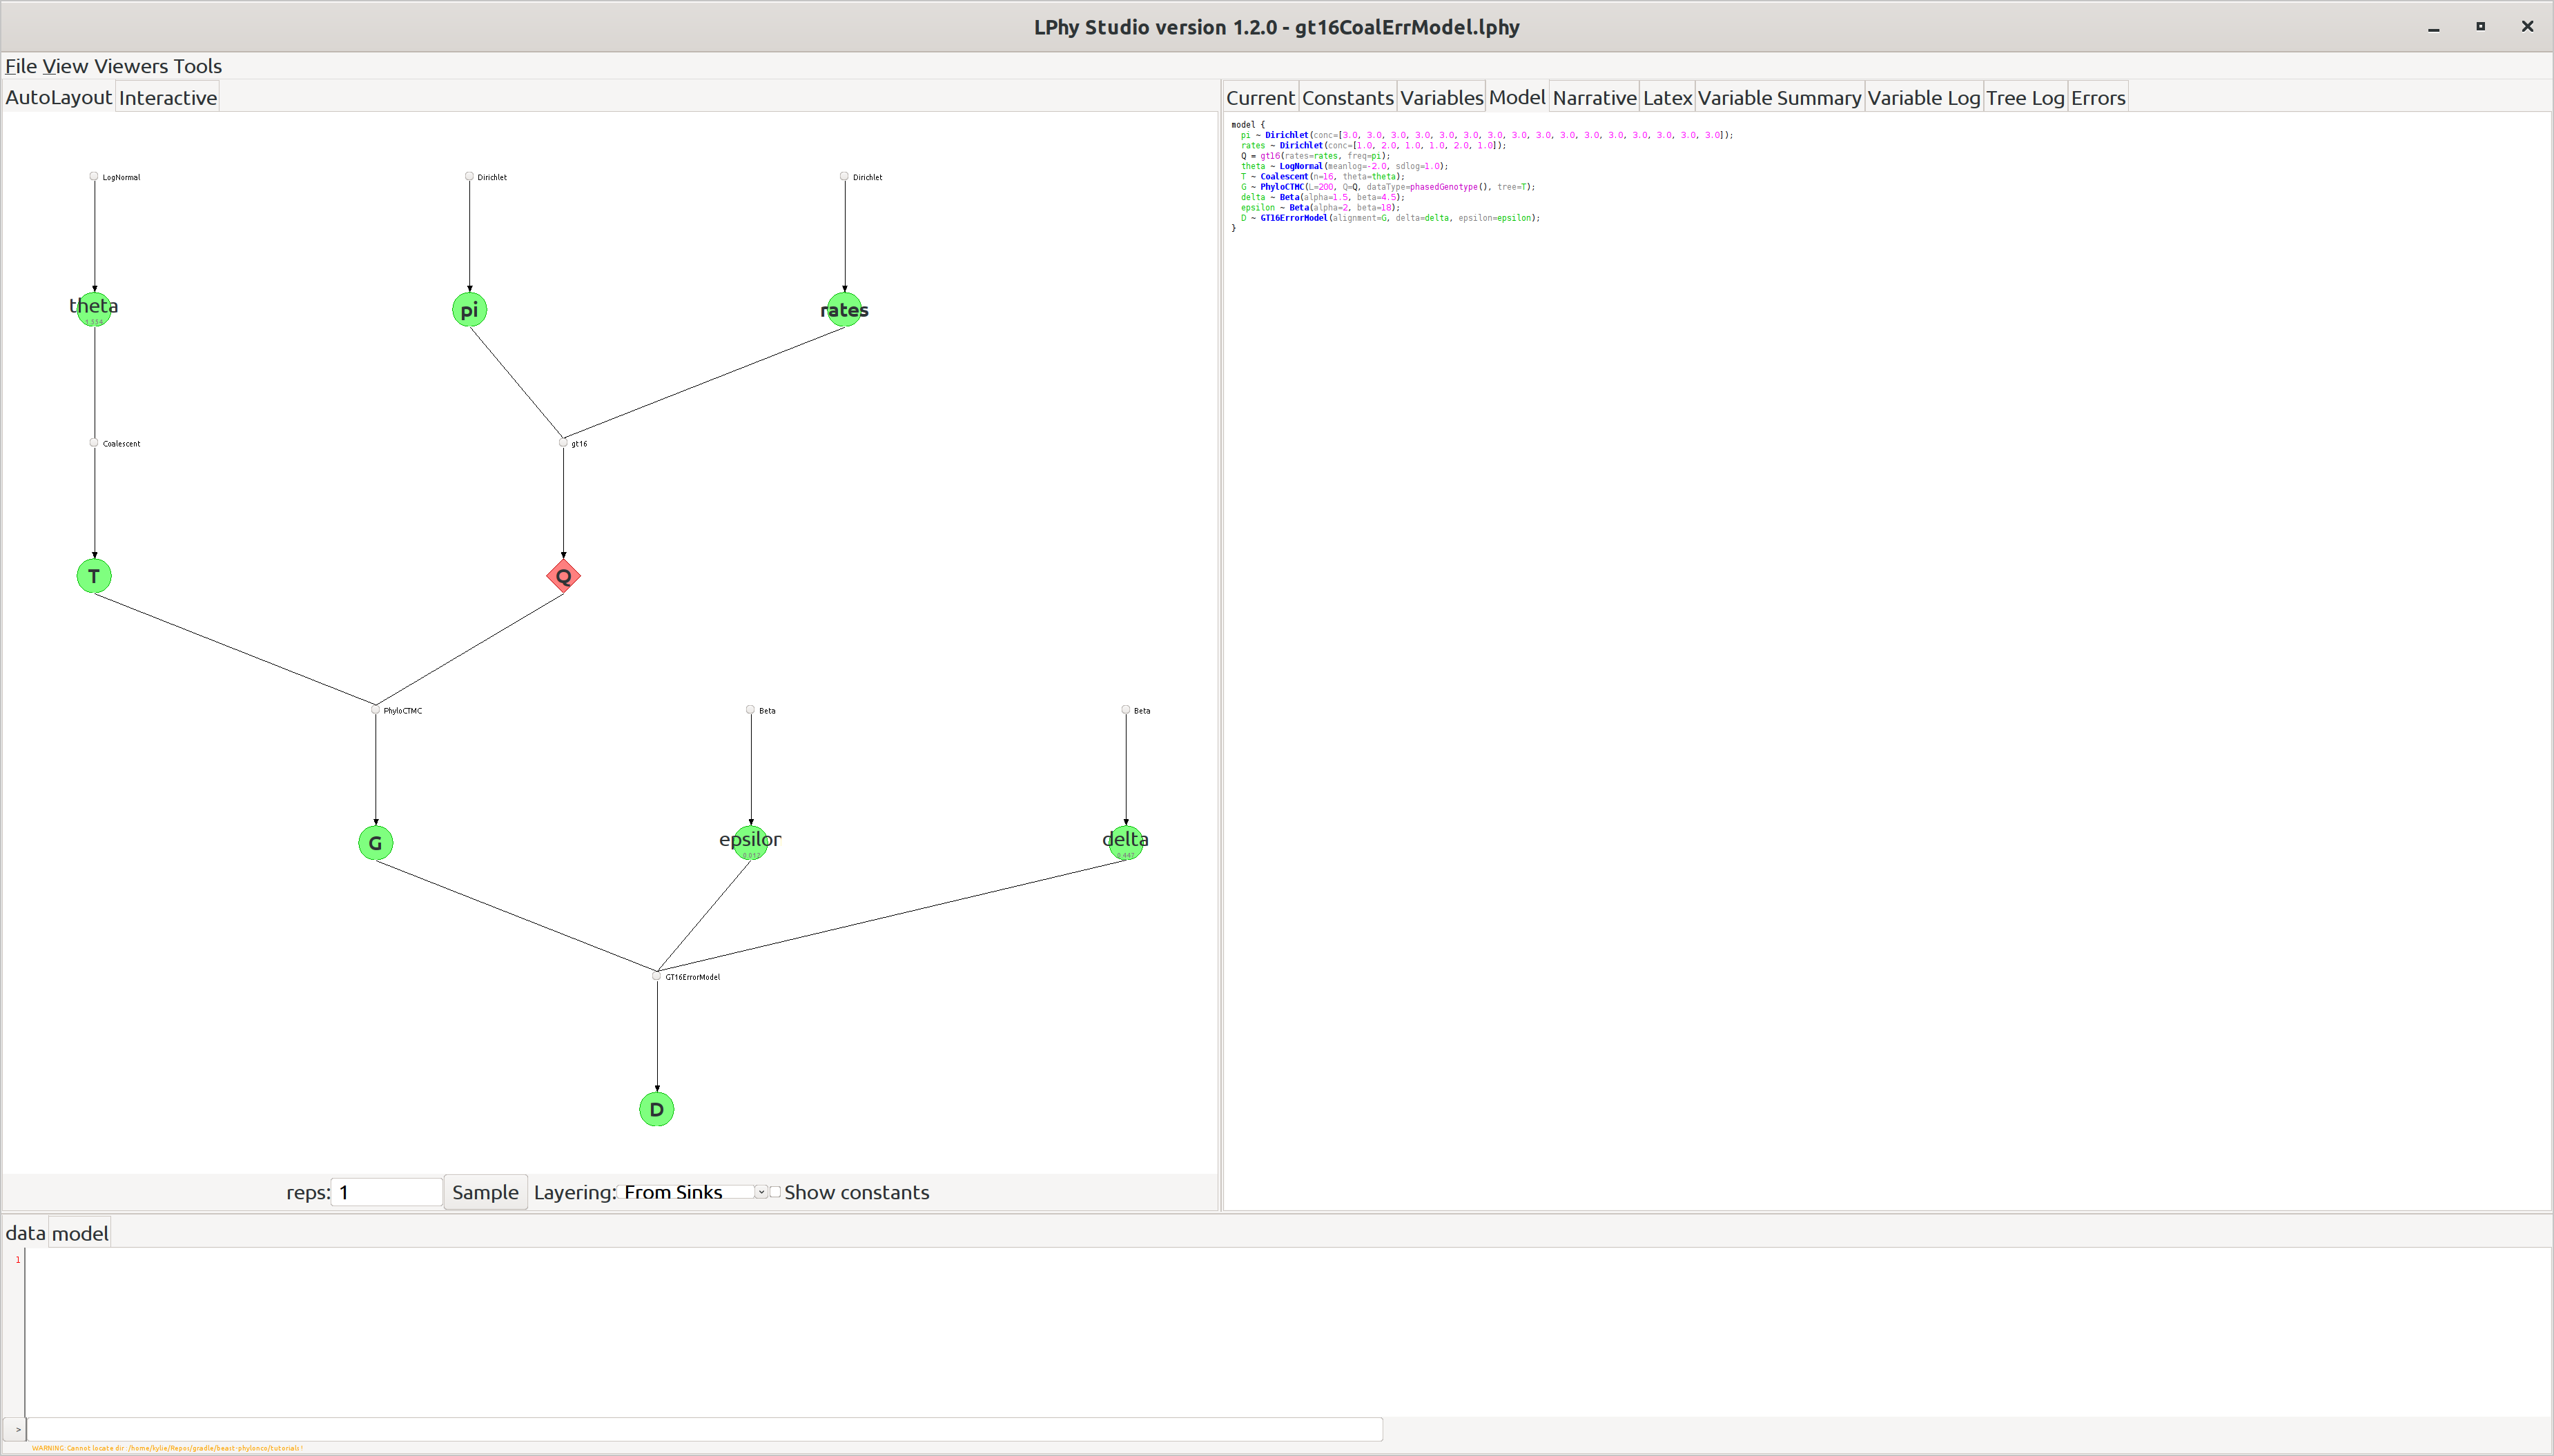 LPhy Studio version 1.2.0 - gt16CoalErrModel.lphy
File View Viewers Tools
AutoLayout Interactive
LogNormal
Dirichlet
Dirichlet
theta
pi
rates
Coalescent
gt16
T
Q
PhyloCTMC
Beta
Beta
G
epsilor
delta
0.447
GT16ErrorModel
D
reps: 1 Sample Layering: From Sinks Show constants
Current Constants Variables Model Narrative Latex Variable Summary Variable Log Tree Log Errors
model {
pi ~ Dirichlet(conc=[3.0, 3.0, 3.0, 3.0, 3.0, 3.0, 3.0, 3.0, 3.0, 3.0, 3.0, 3.0, 3.0, 3.0, 3.0, 3.0]);
rates ~ Dirichlet(conc=[1.0, 2.0, 1.0, 1.0, 2.0, 1.0]);
Q = gt16(rates=rates, freq=pi);
theta ~ LogNormal(meanlog=-2.0, sdlog=1.0);
T ~ Coalescent(n=16, theta=theta);
G ~ PhyloCTMC(L=200, Q=Q, dataType=phasedGenotype(), tree=T);
delta ~ Beta(alpha=1.5, beta=4.5);
epsilon ~ Beta(alpha=2, beta=18);
D ~ GT16ErrorModel(alignment=G, delta=delta, epsilon=epsilon);
}
data model
1
>
WARNING: Cannot locate dir :/home/kylie/Repos/gradle/beast-phylonco/tutorials !